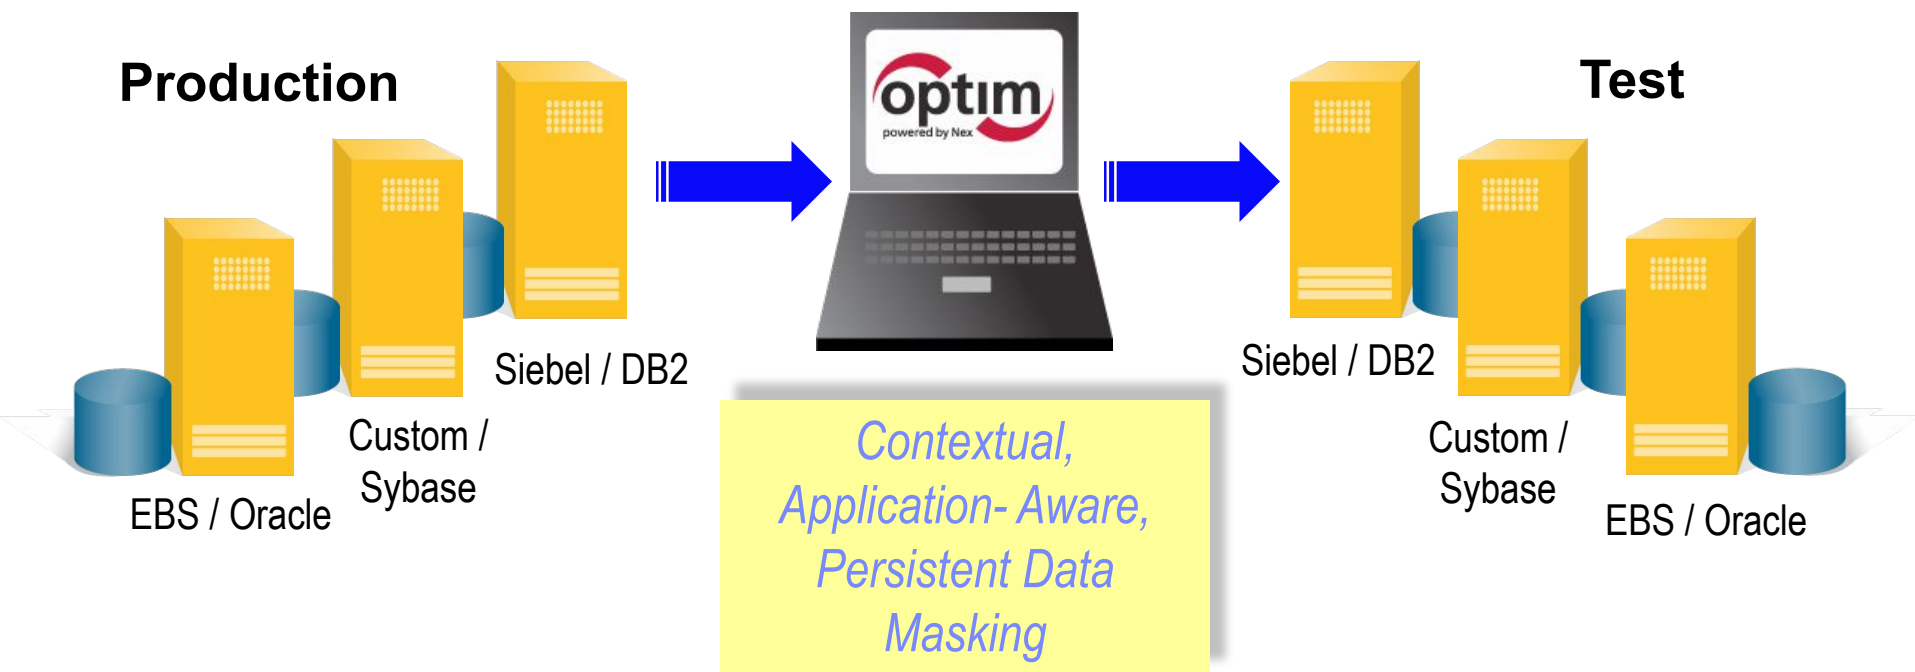 Production
Test
optim
powered by Nex
Siebel / DB2
Custom /
Sybase
EBS / Oracle
Siebel / DB2
Custom /
Sybase
EBS / Oracle
Contextual,
Application- Aware,
Persistent Data
Masking